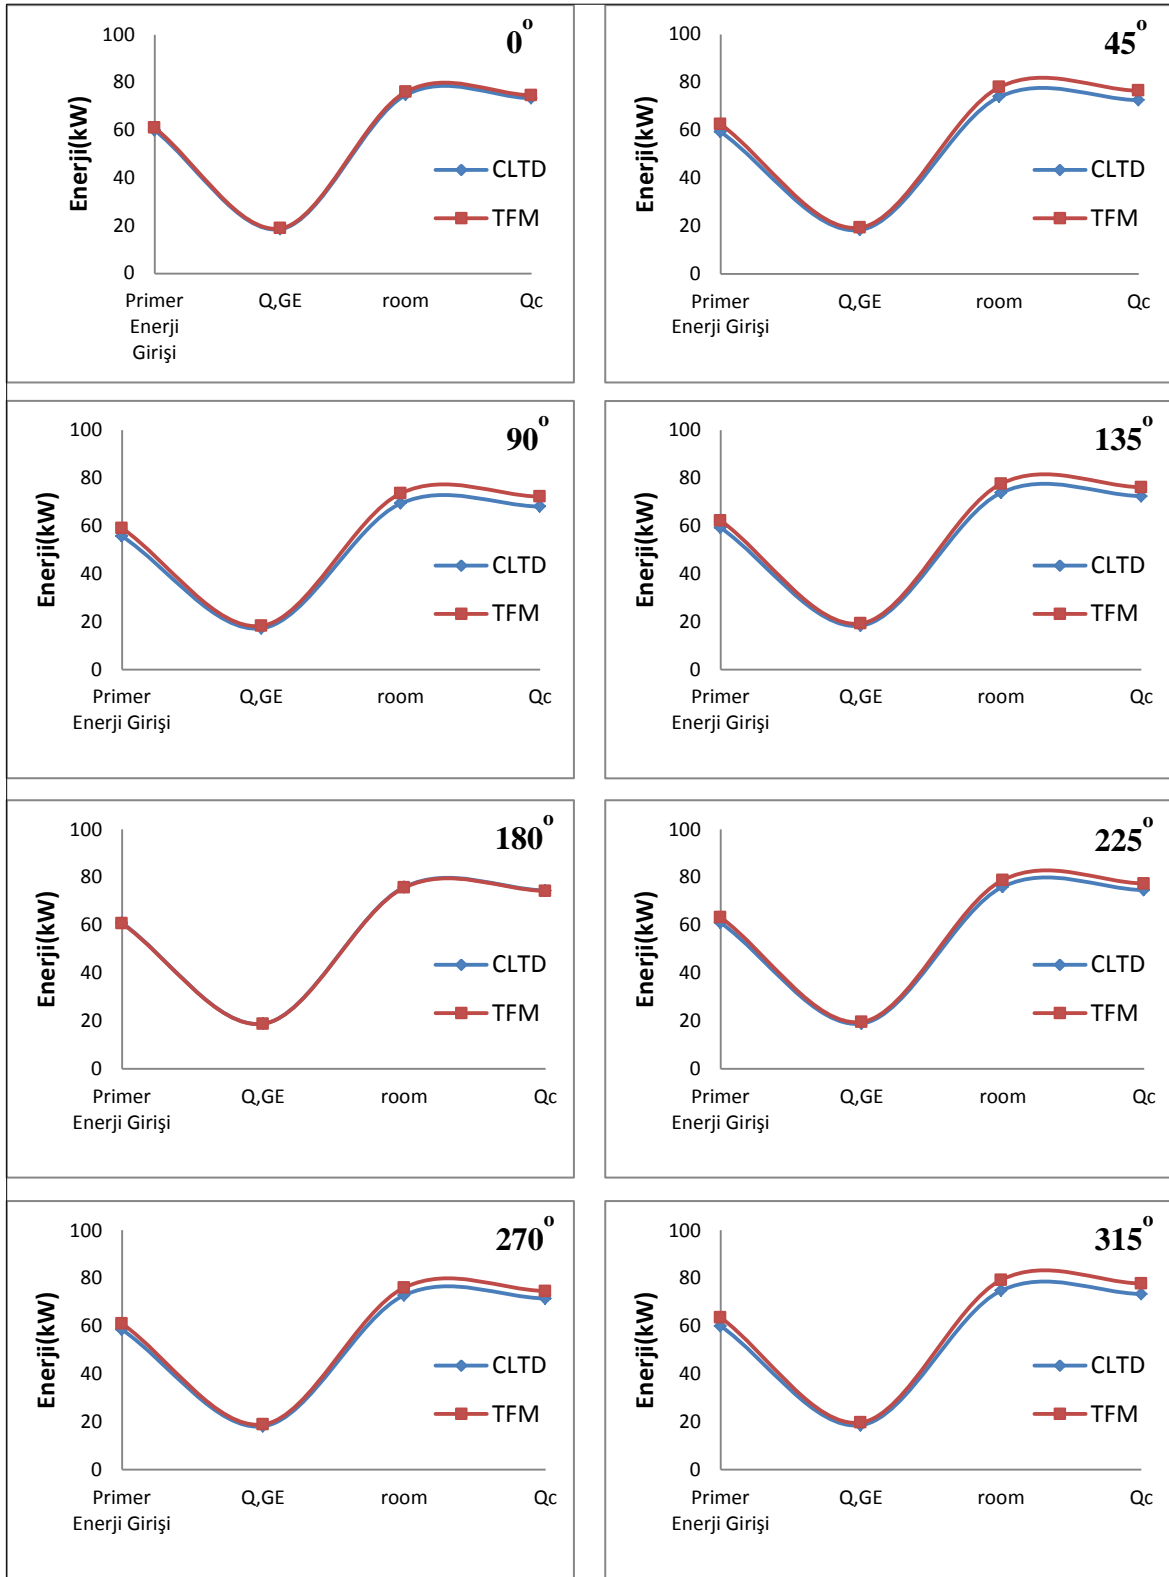 0°
Enerji(kW)
100
80
60
40
20
0
Primer
Enerji
Girişi
Q,GE
room
Qc
CLTD
TFM
45°
Enerji(kW)
100
80
60
40
20
0
Primer
Enerji Girişi
Q,GE
room
Qc
CLTD
TFM
90°
Enerji(kW)
100
80
60
40
20
0
Primer
Enerji Girişi
Q,GE
room
Qc
CLTD
TFM
135°
Enerji(kW)
100
80
60
40
20
0
Primer
Enerji Girişi
Q,GE
room
Qc
CLTD
TFM
180°
Enerji(kW)
100
80
60
40
20
0
Primer
Enerji Girişi
Q,GE
room
Qc
CLTD
TFM
225°
Enerji(kW)
100
80
60
40
20
0
Primer
Enerji Girişi
Q,GE
room
Qc
CLTD
TFM
270°
Enerji(kW)
100
80
60
40
20
0
Primer
Enerji Girişi
Q,GE
room
Qc
CLTD
TFM
315°
Enerji(kW)
100
80
60
40
20
0
Primer
Enerji Girişi
Q,GE
room
Qc
CLTD
TFM